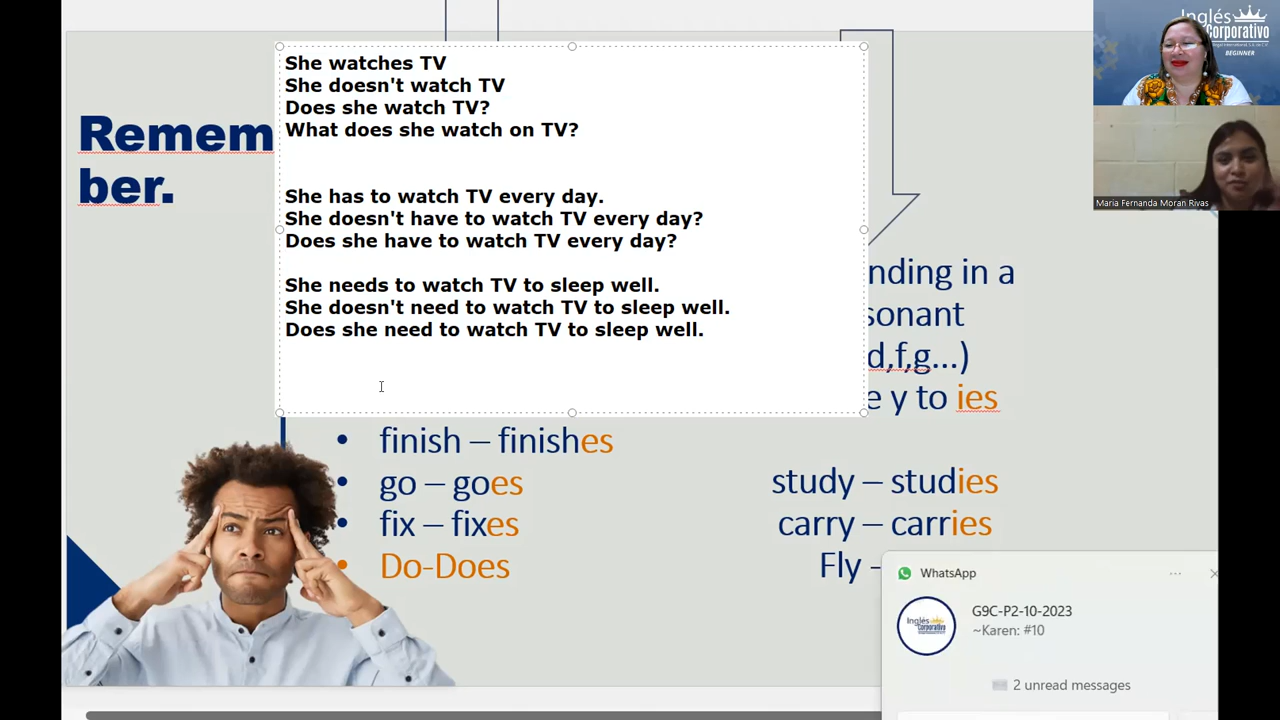 Inglés
Corporativo
BEGINNER
Maria Fernanda Moran Rivas
Remem
ber.
She watches TV
She doesn't watch TV
Does she watch TV?
What does she watch on TV?
She has to watch TV every day.
She doesn't have to watch TV every day?
Does she have to watch TV every day?
She needs to watch TV to sleep well.
She doesn't need to watch TV to sleep well.
Does she need to watch TV to sleep well.
nding in a
sonant
d,f,g...)
e y to ies
• finish – finishes
• go – goes
• fix – fixes
• Do-Does
study – studies
carry – carries
Fly –
WhatsApp
Inglés
Corporativo
G9C-P2-10-2023
~Karen: #10
2 unread messages